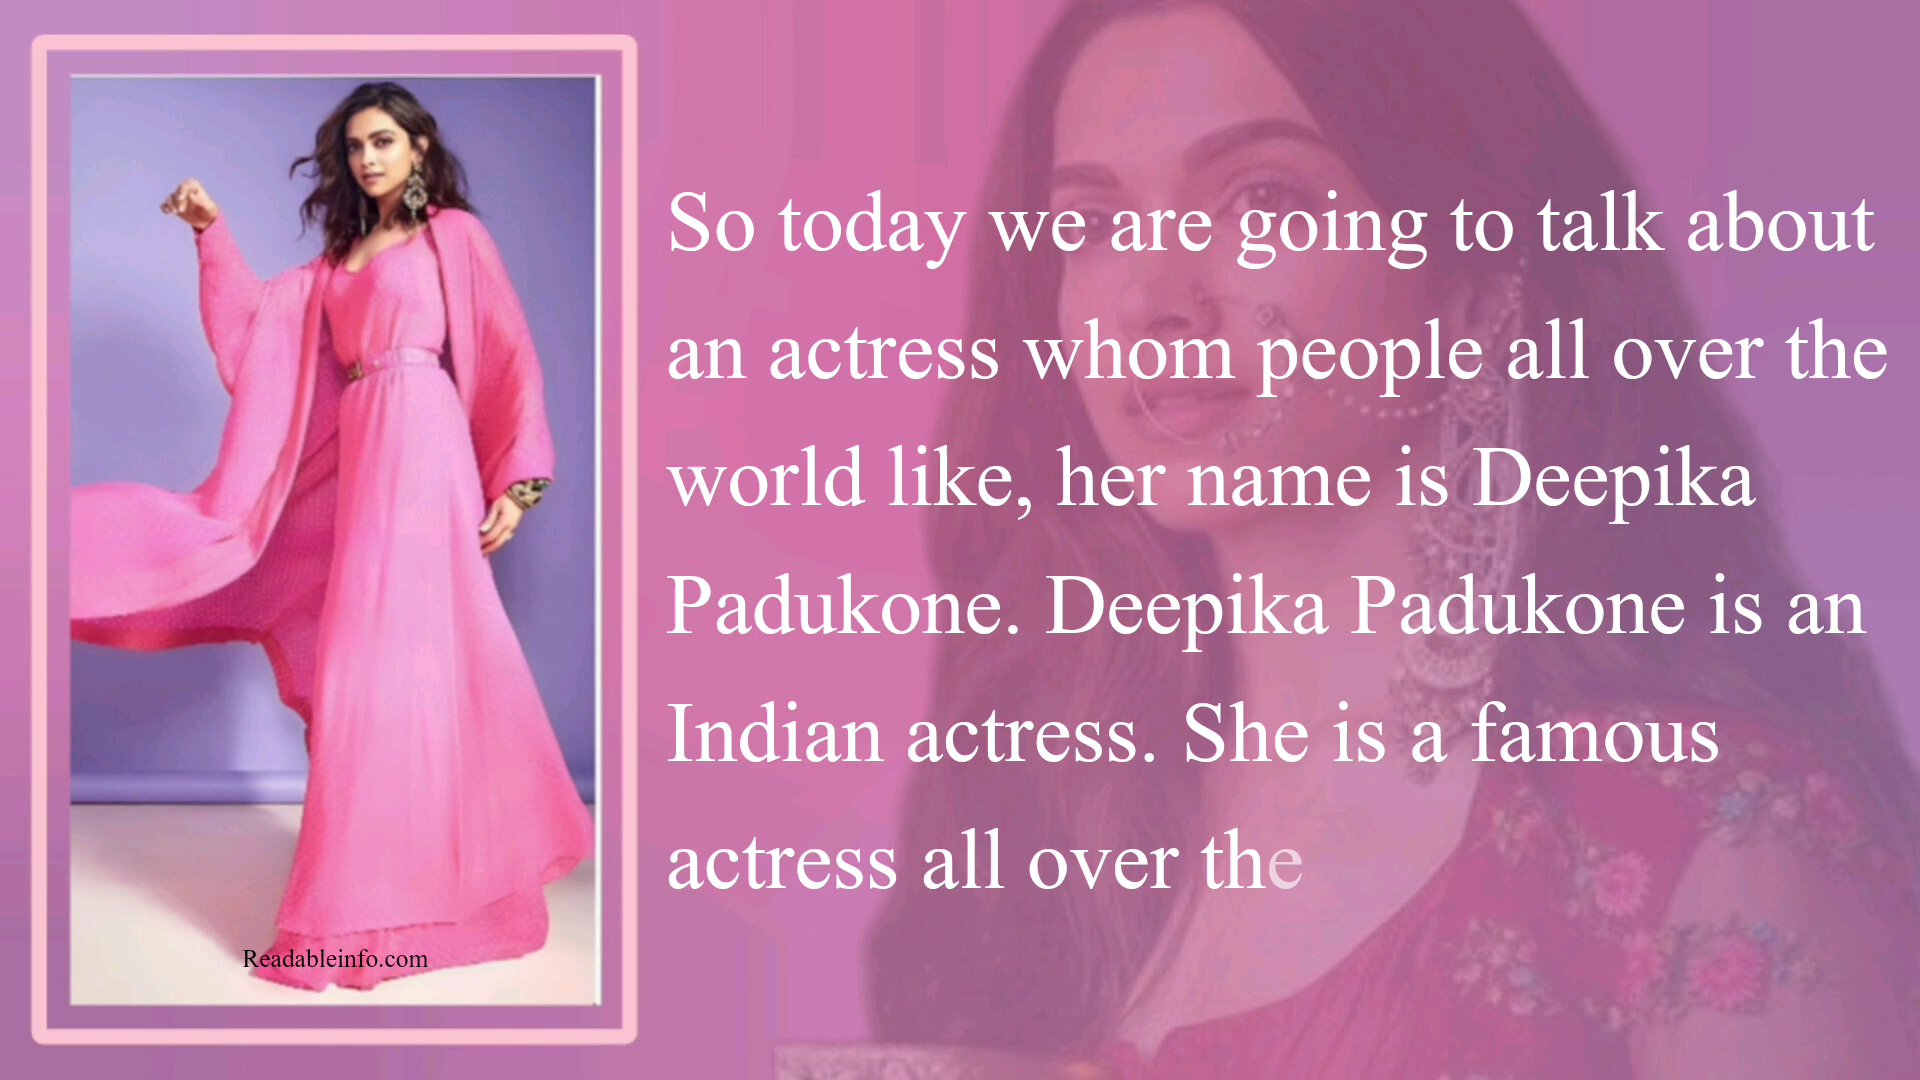 So today we are going to talk about
an actress whom people all over the
world like, her name is Deepika
Padukone. Deepika Padukone is an
Indian actress. She is a famous
actress all over the
Readableinfo.com